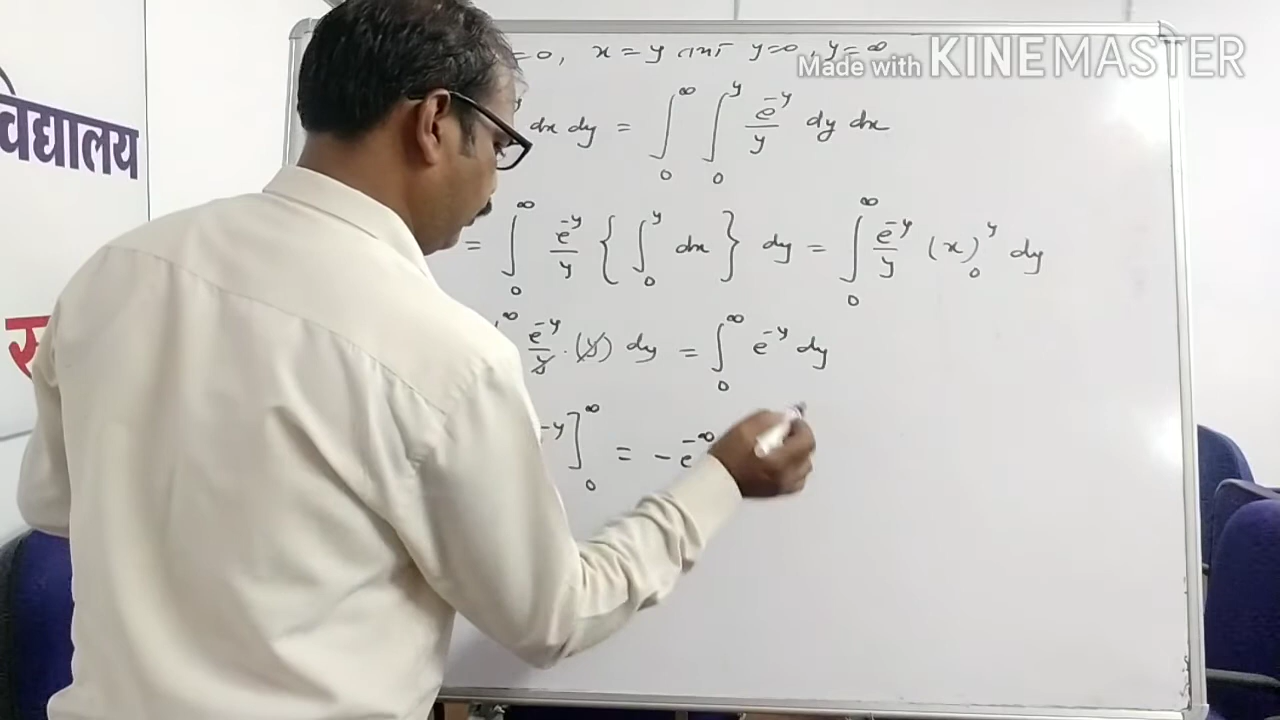 विद्यालय
=0, x=y तथा y=0, y=∞
Made with KINEMASTER
dx dy = ∫₀^∞ ∫₀^y e^{-y}/y dy dx
= ∫₀^∞ e^{-y}/y { ∫₀^y dx } dy = ∫₀^∞ e^{-y}/y (x)₀^y dy
e^{-y}/y · (y) dy = ∫₀^∞ e^{-y} dy
-y]₀^∞ = -e^{-∞}